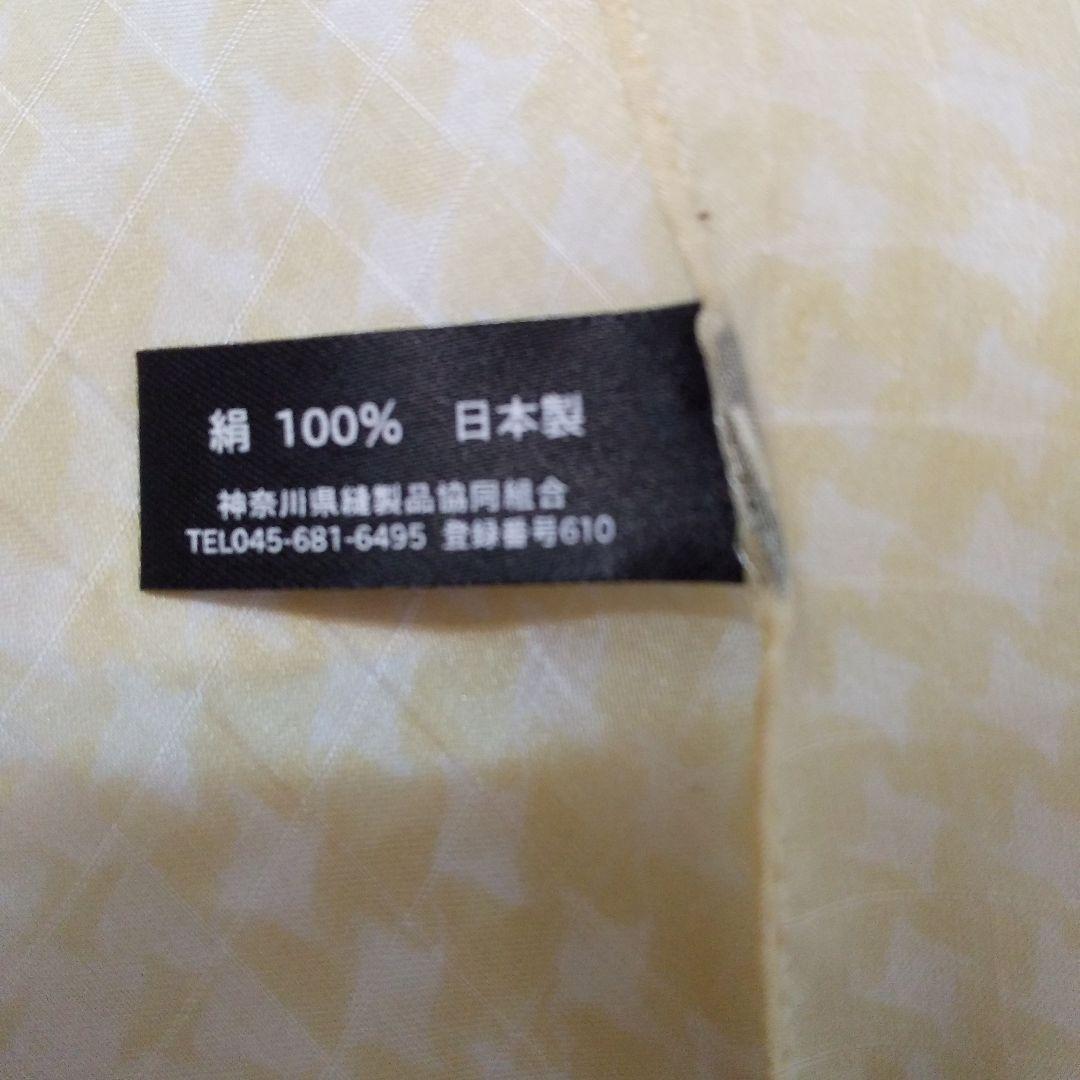 絹 100% 日本製
神奈川県縫製品協同組合
TEL045-681-6495 登録番号610